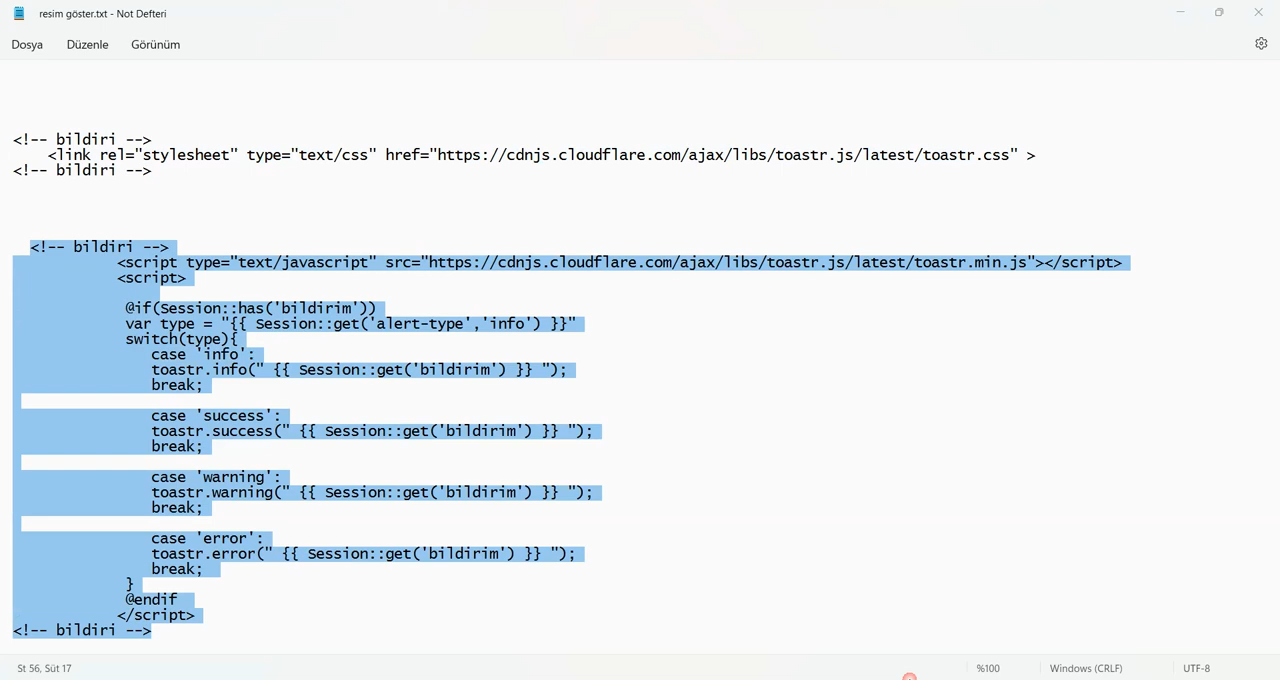 resim göster.txt - Not Defteri
Dosya Düzenle Görünüm
<!-- bildiri -->
<link rel="stylesheet" type="text/css" href="https://cdnjs.cloudflare.com/ajax/libs/toastr.js/latest/toastr.css" >
<!-- bildiri -->
<!-- bildiri -->
<script type="text/javascript" src="https://cdnjs.cloudflare.com/ajax/libs/toastr.js/latest/toastr.min.js"></script>
<script>
@if(Session::has('bildirim'))
var type = "{{ Session::get('alert-type','info') }}"
switch(type){
case 'info':
toastr.info(" {{ Session::get('bildirim') }} ");
break;
case 'success':
toastr.success(" {{ Session::get('bildirim') }} ");
break;
case 'warning':
toastr.warning(" {{ Session::get('bildirim') }} ");
break;
case 'error':
toastr.error(" {{ Session::get('bildirim') }} ");
break;
}
@endif
</script>
<!-- bildiri -->
St 56, Süt 17 %100 Windows (CRLF) UTF-8